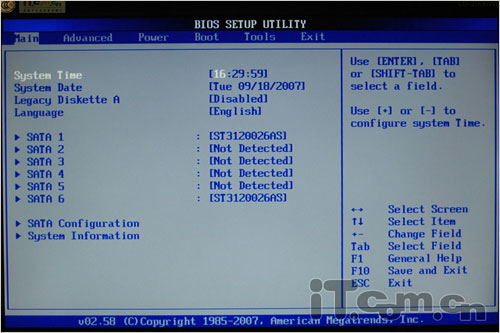 BIOS SETUP UTILITY
Main Advanced Power Boot Tools Exit
System Time [16:29:59]
System Date [Tue 09/18/2007]
Legacy Diskette A [Disabled]
Language [English]
SATA 1 : [ST3120026AS]
SATA 2 : [Not Detected]
SATA 3 : [Not Detected]
SATA 4 : [Not Detected]
SATA 5 : [Not Detected]
SATA 6 : [ST3120026AS]
SATA Configuration
System Information
Use [ENTER], [TAB]
or [SHIFT-TAB] to
select a field.
Use [+] or [-] to
configure system Time.
↔ Select Screen
↑↓ Select Item
+- Change Field
Tab Select Field
F1 General Help
F10 Save and Exit
ESC Exit
v02.58 (C)Copyright 1985-2007, American Megatrends, Inc.
iT.com.cn